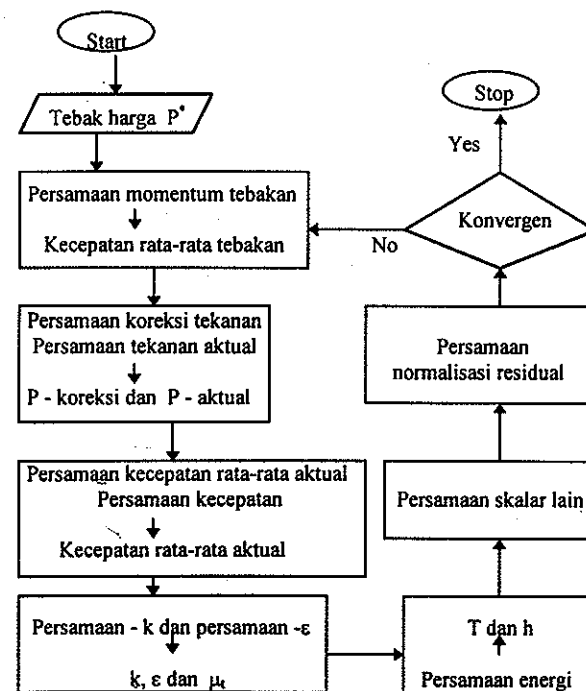 Start
Tebak harga P*
Persamaan momentum tebakan
Kecepatan rata-rata tebakan
Persamaan koreksi tekanan
Persamaan tekanan aktual
P - koreksi dan P - aktual
Persamaan kecepatan rata-rata aktual
Persamaan kecepatan
Kecepatan rata-rata aktual
Persamaan - k dan persamaan -ε
k, ε dan μt
T dan h
Persamaan energi
Persamaan skalar lain
Persamaan
normalisasi residual
Konvergen
No
Yes
Stop